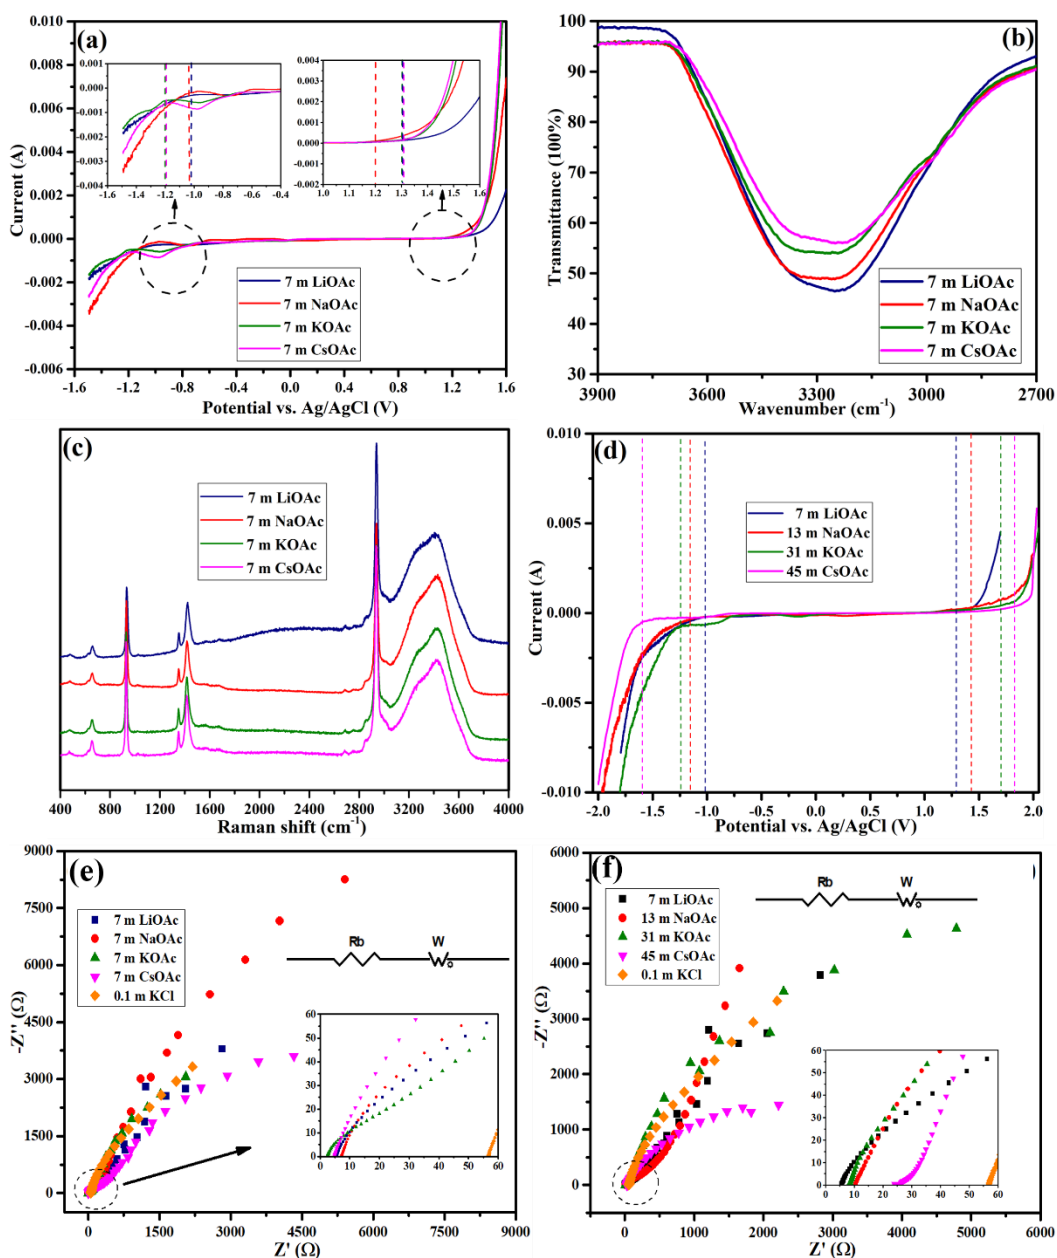 (a)
0.010
0.008
0.006
0.004
0.002
0.000
-0.002
-0.004
-0.006
Current (A)
-1.6 -1.2 -0.8 -0.4 0.0 0.4 0.8 1.2 1.6
Potential vs. Ag/AgCl (V)
0.001
0.000
-0.001
-0.002
-0.003
-0.004
-1.6 -1.4 -1.2 -1.0 -0.8 -0.6 -0.4
0.005
0.004
0.003
0.002
0.001
0.000
-0.001
-0.002
1.0 1.1 1.2 1.3 1.4 1.5 1.6
7 m LiOAc
7 m NaOAc
7 m KOAc
7 m CsOAc
(b)
100
90
80
70
60
50
40
30
Transmittance (100%)
3900 3600 3300 3000 2700
Wavenumber (cm-1)
7 m LiOAc
7 m NaOAc
7 m KOAc
7 m CsOAc
(c)
7 m LiOAc
7 m NaOAc
7 m KOAc
7 m CsOAc
400 800 1200 1600 2000 2400 2800 3200 3600 4000
Raman shift (cm-1)
(d)
0.010
0.005
0.000
-0.005
-0.010
Current (A)
7 m LiOAc
13 m NaOAc
31 m KOAc
45 m CsOAc
-2.0 -1.5 -1.0 -0.5 0.0 0.5 1.0 1.5 2.0
Potential vs. Ag/AgCl (V)
(e)
9000
7500
6000
4500
3000
1500
0
-Z'' (Ω)
7 m LiOAc
7 m NaOAc
7 m KOAc
7 m CsOAc
0.1 m KCl
Rb W
60
50
40
30
20
10
0
0 10 20 30 40 50 60
0 1500 3000 4500 6000 7500 9000
Z' (Ω)
(f)
6000
5000
4000
3000
2000
1000
0
-Z'' (Ω)
7 m LiOAc
13 m NaOAc
31 m KOAc
45 m CsOAc
0.1 m KCl
Rb W
60
50
40
30
20
10
0
0 10 20 30 40 50 60
0 1000 2000 3000 4000 5000 6000
Z' (Ω)